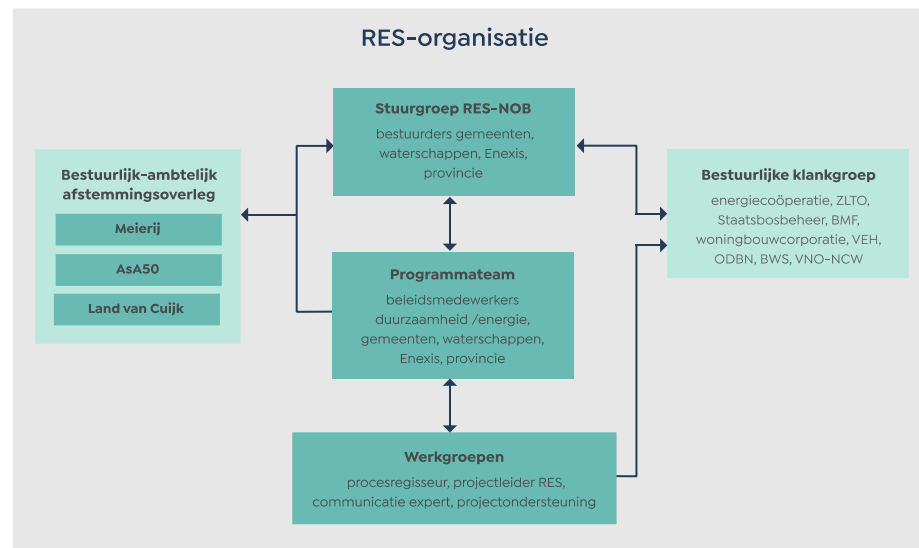 RES-organisatie
Stuurgroep RES-NOB
bestuurders gemeenten,
waterschappen, Enexis,
provincie
Bestuurlijk-ambtelijk
afstemmingsoverleg
Meierij
AsA50
Land van Cuijk
Bestuurlijke klankgroep
energiecoöperatie, ZLTO,
Staatsbosbeheer, BMF,
woningbouwcorporatie, VEH,
ODBN, BWS, VNO-NCW
Programmateam
beleidsmedewerkers
duurzaamheid /energie,
gemeenten, waterschappen,
Enexis, provincie
Werkgroepen
procesregisseur, projectleider RES,
communicatie expert, projectondersteuning